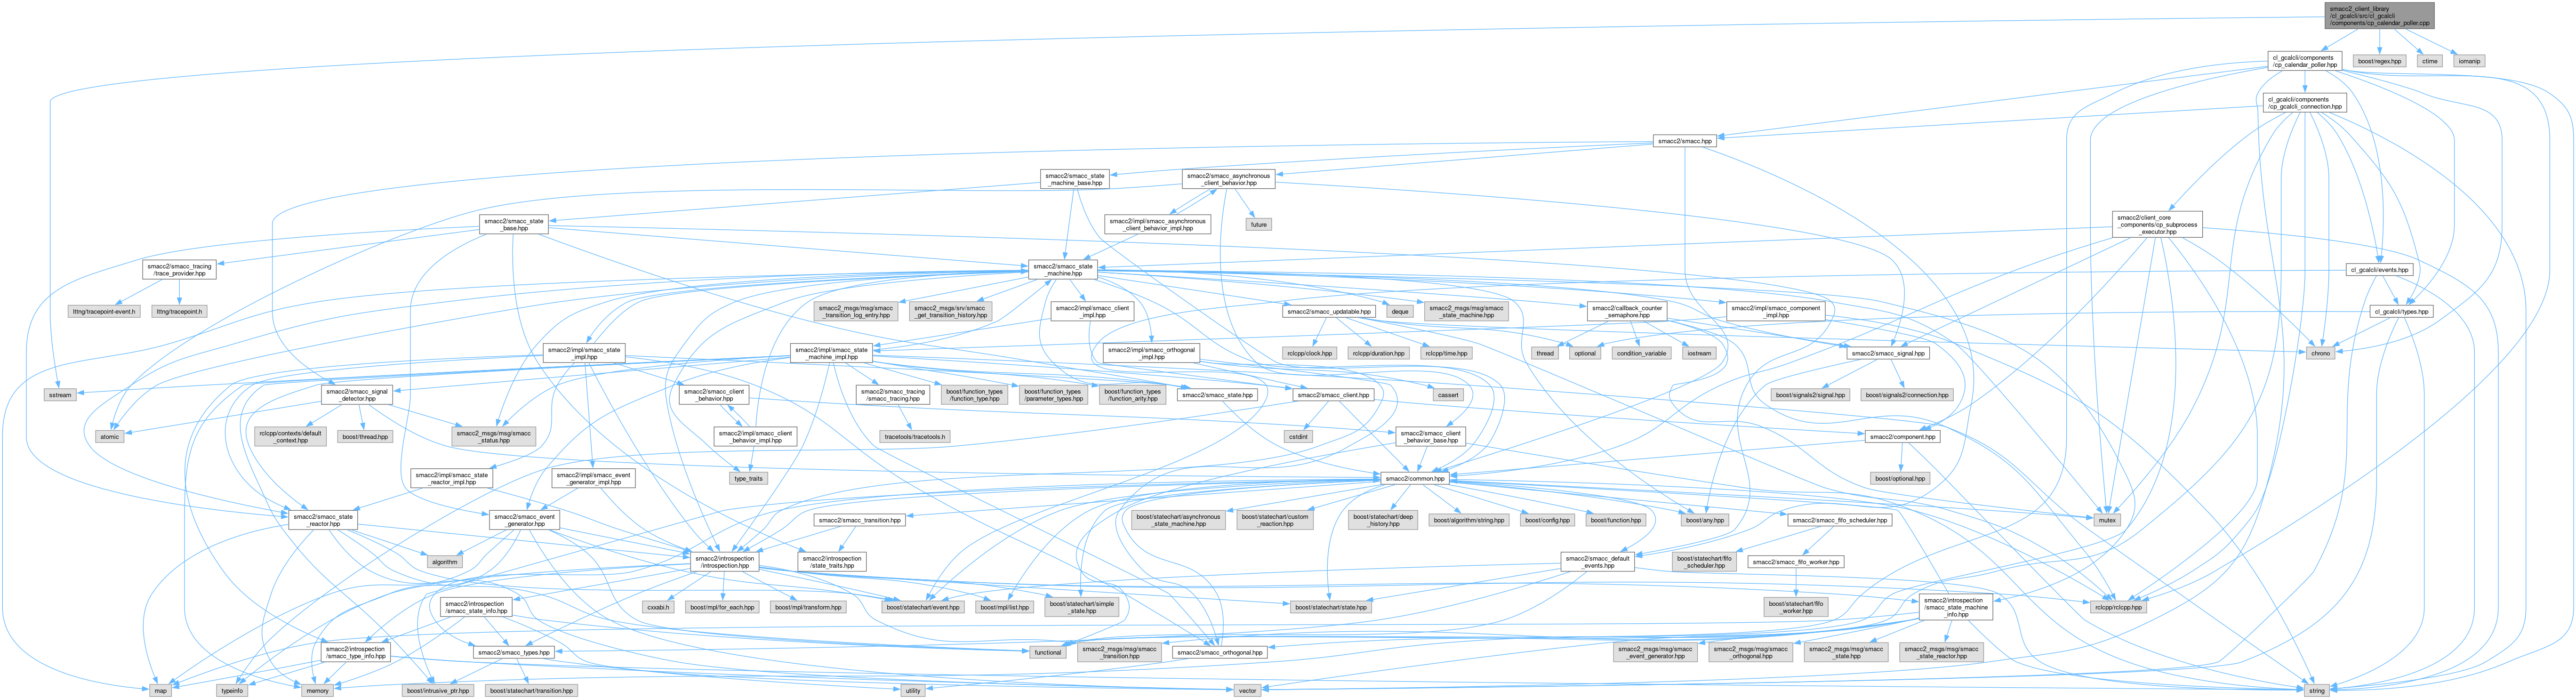 smacc2_client_library
/cl_gcalcli/src/cl_gcalcli
/components/cp_calendar_poller.cpp
cl_gcalcli/components
/cp_calendar_poller.hpp
boost/regex.hpp
ctime
iomanip
cl_gcalcli/components
/cp_gcalcli_connection.hpp
smacc2/smacc.hpp
smacc2/smacc_state
_machine_base.hpp
smacc2/smacc_asynchronous
_client_behavior.hpp
smacc2/smacc_state
_base.hpp
smacc2/impl/smacc_asynchronous
_client_behavior_impl.hpp
future
smacc2/client_core
_components/cp_subprocess
_executor.hpp
smacc2/smacc_tracing
/trace_provider.hpp
smacc2/smacc_state
_machine.hpp
cl_gcalcli/events.hpp
lttng/tracepoint-event.h
lttng/tracepoint.h
smacc2_msgs/msg/smacc
_transition_log_entry.hpp
smacc2_msgs/srv/smacc
_get_transition_history.hpp
smacc2/impl/smacc_client
_impl.hpp
smacc2/smacc_updatable.hpp
deque
smacc2_msgs/msg/smacc
_state_machine.hpp
smacc2/callback_counter
_semaphore.hpp
smacc2/impl/smacc_component
_impl.hpp
cl_gcalcli/types.hpp
smacc2/impl/smacc_state
_impl.hpp
smacc2/impl/smacc_state
_machine_impl.hpp
smacc2/impl/smacc_orthogonal
_impl.hpp
rclcpp/clock.hpp
rclcpp/duration.hpp
rclcpp/time.hpp
thread
optional
condition_variable
iostream
smacc2/smacc_signal.hpp
chrono
sstream
smacc2/smacc_signal
_detector.hpp
smacc2/smacc_client
_behavior.hpp
smacc2/smacc_tracing
/smacc_tracing.hpp
boost/function_types
/function_type.hpp
boost/function_types
/parameter_types.hpp
boost/function_types
/function_arity.hpp
smacc2/smacc_state.hpp
smacc2/smacc_client.hpp
cassert
boost/signals2/signal.hpp
boost/signals2/connection.hpp
atomic
rclcpp/contexts/default
_context.hpp
boost/thread.hpp
smacc2_msgs/msg/smacc
_status.hpp
smacc2/impl/smacc_client
_behavior_impl.hpp
tracetools/tracetools.h
cstdint
smacc2/smacc_client
_behavior_base.hpp
smacc2/component.hpp
smacc2/impl/smacc_state
_reactor_impl.hpp
smacc2/impl/smacc_event
_generator_impl.hpp
type_traits
smacc2/common.hpp
boost/optional.hpp
smacc2/smacc_state
_reactor.hpp
smacc2/smacc_event
_generator.hpp
smacc2/smacc_transition.hpp
boost/statechart/asynchronous
_state_machine.hpp
boost/statechart/custom
_reaction.hpp
boost/statechart/deep
_history.hpp
boost/algorithm/string.hpp
boost/config.hpp
boost/function.hpp
boost/any.hpp
smacc2/smacc_fifo_scheduler.hpp
mutex
algorithm
smacc2/introspection
/introspection.hpp
smacc2/introspection
/state_traits.hpp
smacc2/smacc_default
_events.hpp
boost/statechart/fifo
_scheduler.hpp
smacc2/smacc_fifo_worker.hpp
smacc2/introspection
/smacc_state_info.hpp
cxxabi.h
boost/mpl/for_each.hpp
boost/mpl/transform.hpp
boost/statechart/event.hpp
boost/mpl/list.hpp
boost/statechart/simple
_state.hpp
boost/statechart/state.hpp
boost/statechart/fifo
_worker.hpp
smacc2/introspection
/smacc_state_machine
_info.hpp
rclcpp/rclcpp.hpp
smacc2/introspection
/smacc_type_info.hpp
smacc2/smacc_types.hpp
functional
smacc2_msgs/msg/smacc
_transition.hpp
smacc2/smacc_orthogonal.hpp
smacc2_msgs/msg/smacc
_event_generator.hpp
smacc2_msgs/msg/smacc
_orthogonal.hpp
smacc2_msgs/msg/smacc
_state.hpp
smacc2_msgs/msg/smacc
_state_reactor.hpp
map
typeinfo
memory
boost/intrusive_ptr.hpp
boost/statechart/transition.hpp
utility
vector
string